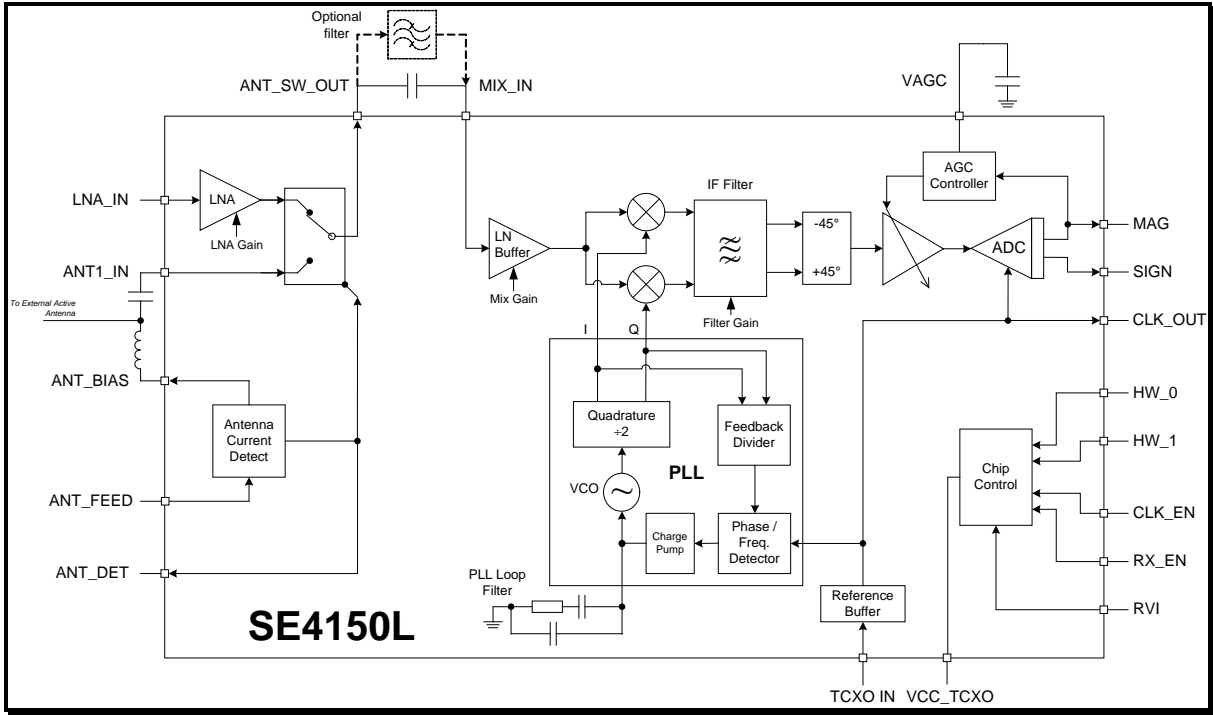 Optional
filter
ANT_SW_OUT
MIX_IN
VAGC
LNA_IN
LNA
LNA Gain
ANT1_IN
To External Active
Antenna
ANT_BIAS
Antenna
Current
Detect
ANT_FEED
ANT_DET
LN
Buffer
Mix Gain
IF Filter
Filter Gain
-45°
+45°
AGC
Controller
ADC
MAG
SIGN
CLK_OUT
I
Q
Quadrature
÷2
Feedback
Divider
PLL
VCO
Charge
Pump
Phase /
Freq.
Detector
PLL Loop
Filter
Reference
Buffer
Chip
Control
HW_0
HW_1
CLK_EN
RX_EN
RVI
SE4150L
TCXO IN
VCC_TCXO